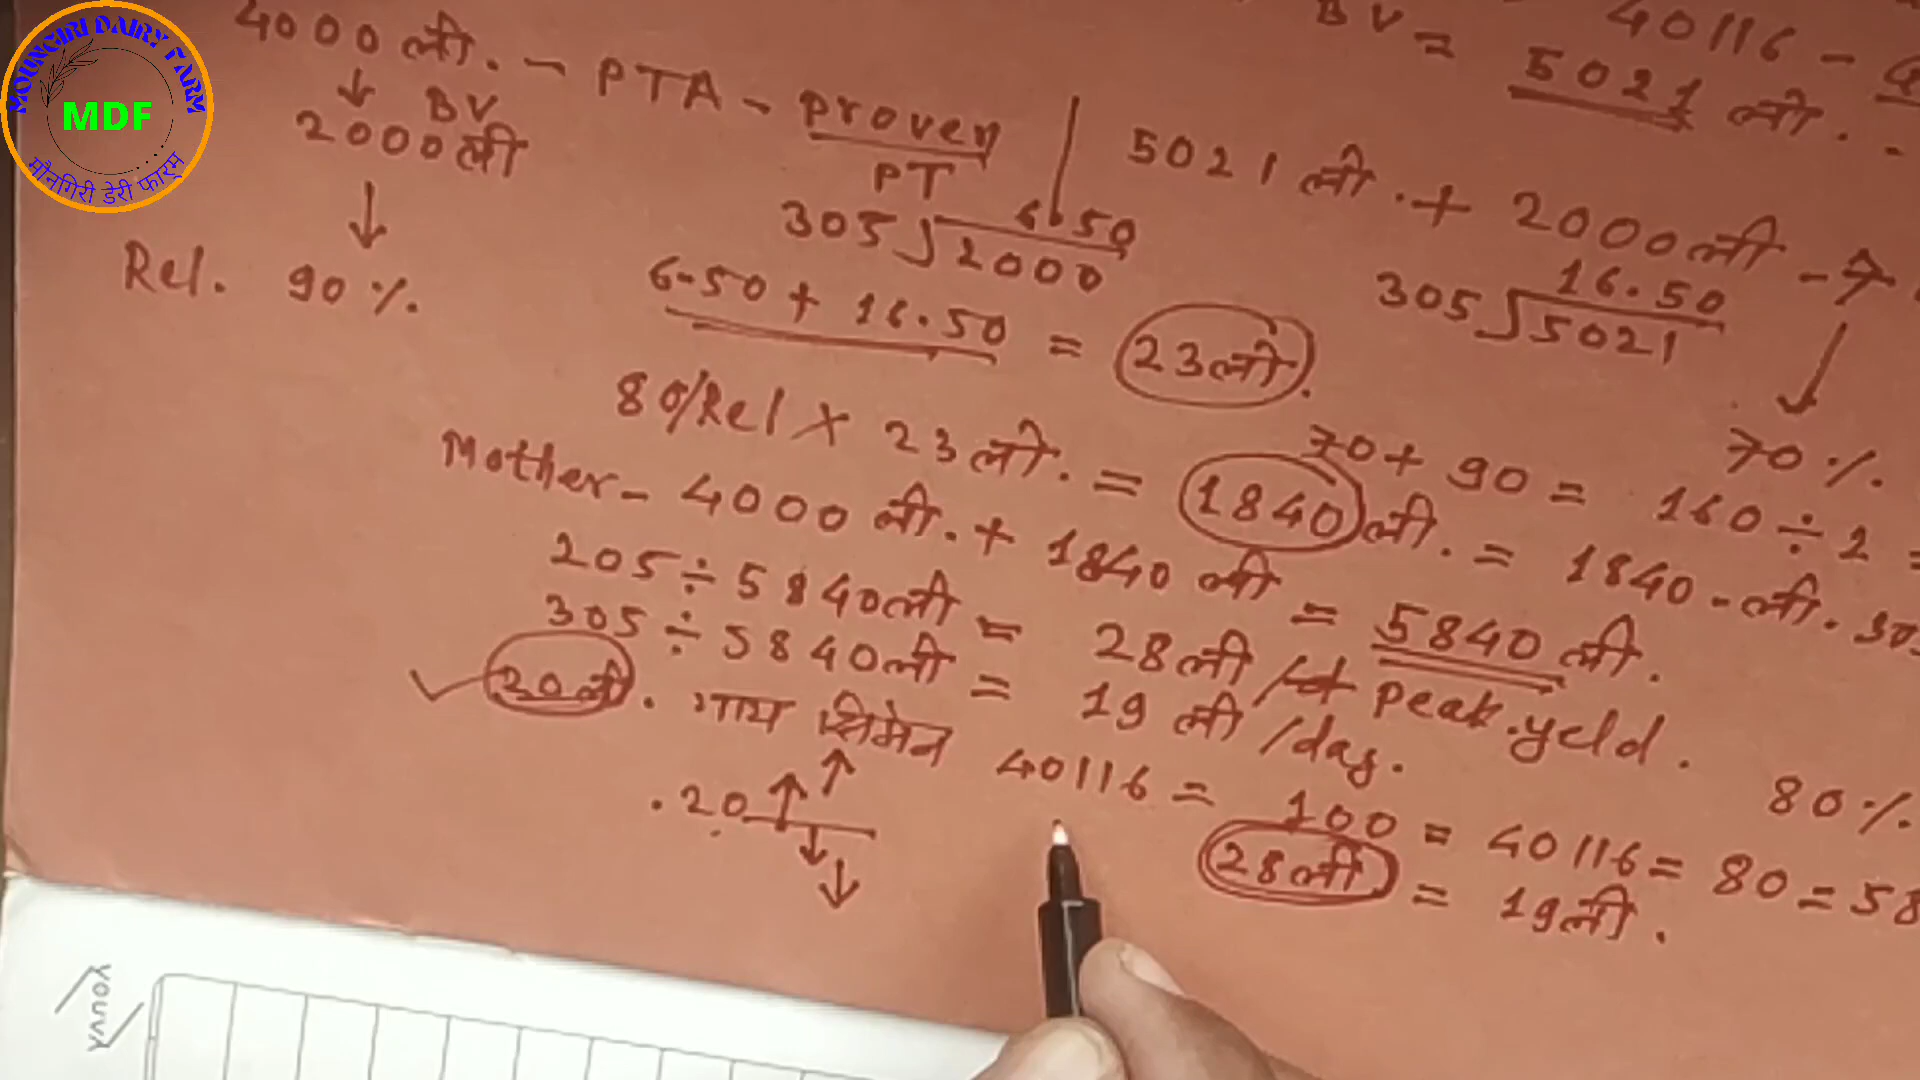 MOUNGIRI DAIRY FARM
MDF
मौनगिरी डेरी फार्म
4000 ली. - PTA - Proven
PT
↓ BV
2000 ली
↓
Rel. 90 %.
BV = 40116 -
5021 ली.
5021 ली. + 2000 ली →
305 ) 2000 6.50
305 ) 5021 16.50
6.50 + 16.50 = 23 ली.
↓
70 %.
80/Rel X 23 ली. = 1840 ली. = 1840 - ली.
70 + 90 = 160 ÷ 2 =
Mother - 4000 ली. + 1840 ली = 5840 ली.
205 ÷ 5840 ली = 28 ली /d Peak.yeld.
305 ÷ 5840 ली = 19 ली /day.
20 ली. गाय सिमेन 40116 = 100 = 40116 = 80 = 58
80 %.
.20 ↑ ↑
↓ ↓
28 ली = 19 ली.
YOUVA